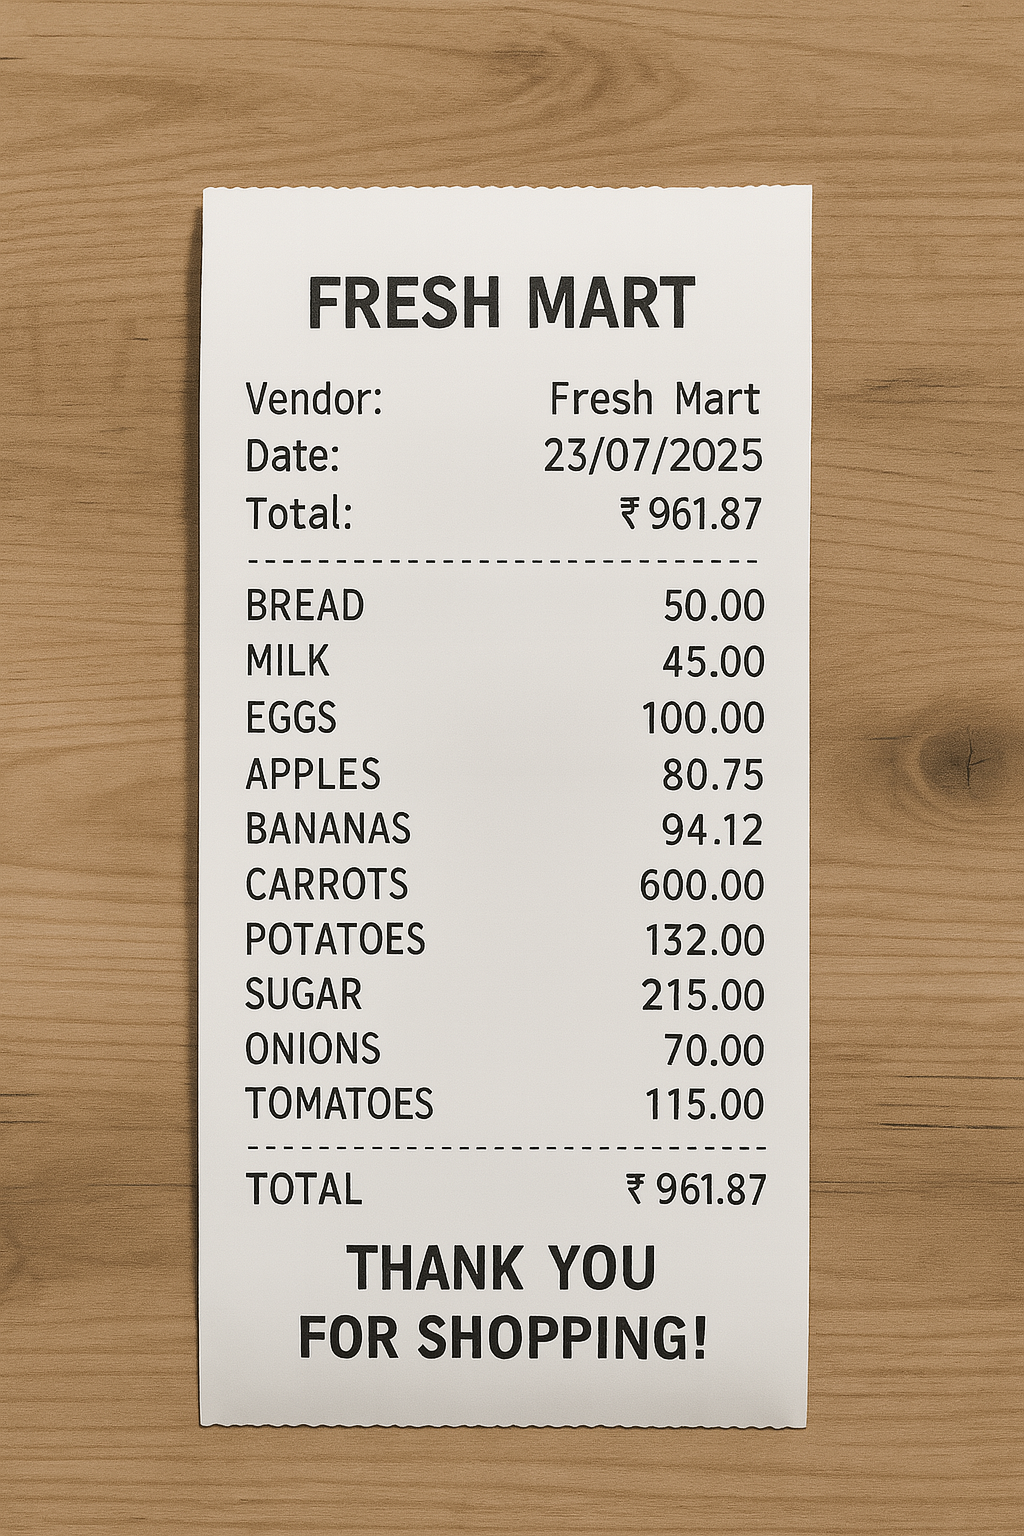 FRESH MART
Vendor: Fresh Mart
Date: 23/07/2025
Total: ₹ 961.87
BREAD 50.00
MILK 45.00
EGGS 100.00
APPLES 80.75
BANANAS 94.12
CARROTS 600.00
POTATOES 132.00
SUGAR 215.00
ONIONS 70.00
TOMATOES 115.00
TOTAL ₹ 961.87
THANK YOU
FOR SHOPPING!